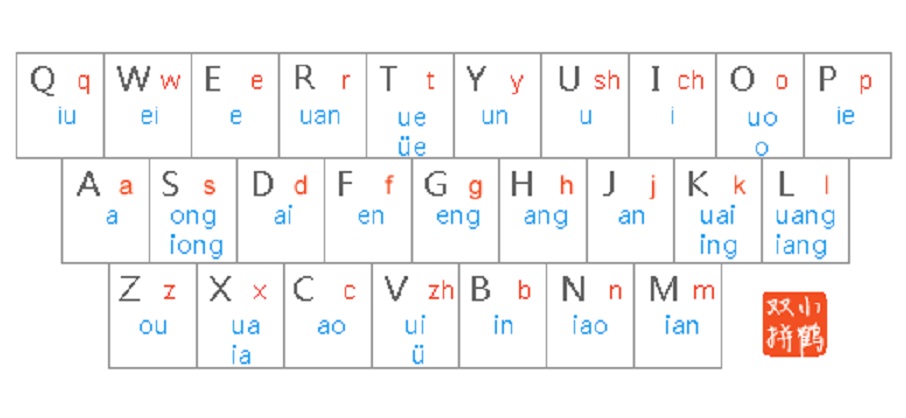 Q q W w E e R r T t Y y U sh I ch O o P p
iu ei e uan ue un u i uo ie
üe o
A a S s D d F f G g H h J j K k L l
a ong ai en eng ang an uai uang
iong ing iang
Z z X x C c V zh B b N n M m
ou ua ao ui in iao ian
ia ü
双小
拼鹤